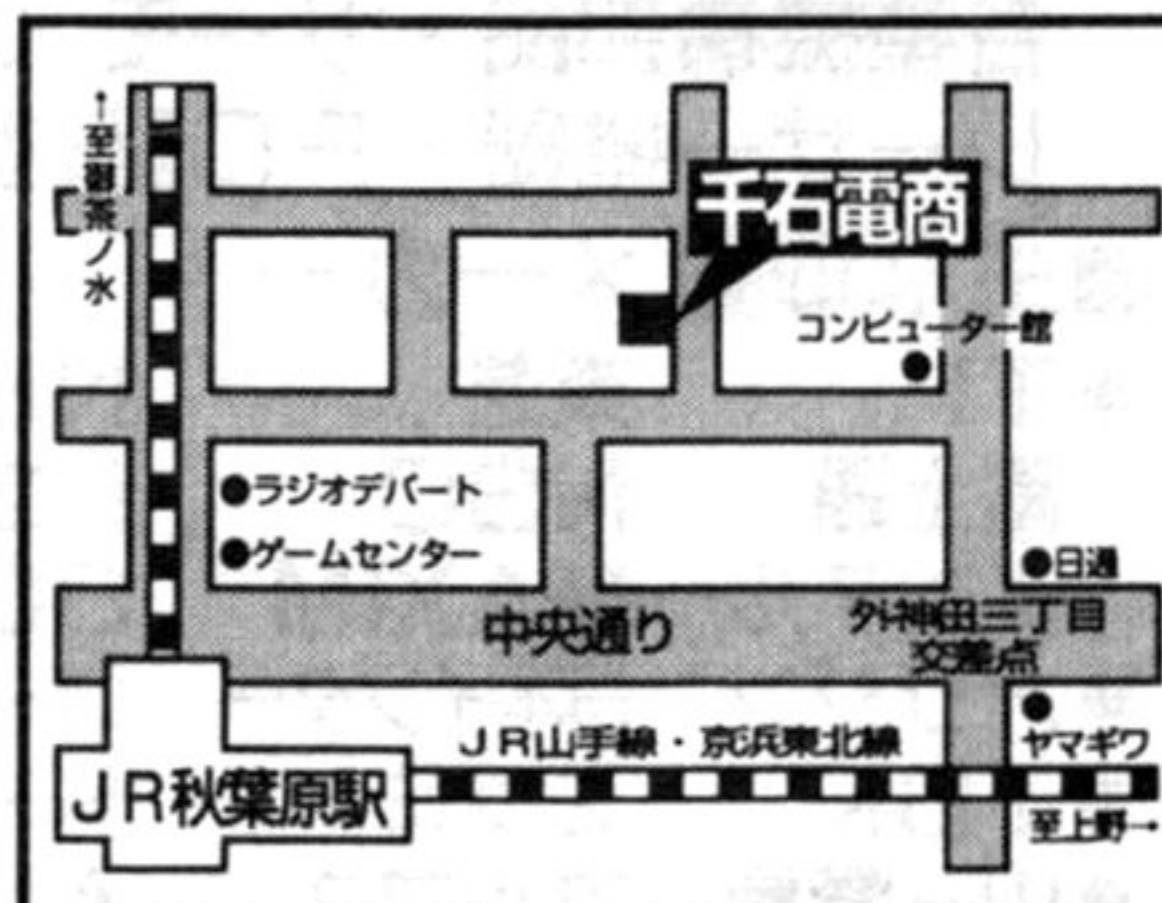 ↑至御茶ノ水
千石電商
コンピューター館
●ラジオデパート
●ゲームセンター
●日通
中央通り
外神田三丁目
交差点
JR山手線・京浜東北線
ヤマギワ
JR秋葉原駅
至上野→